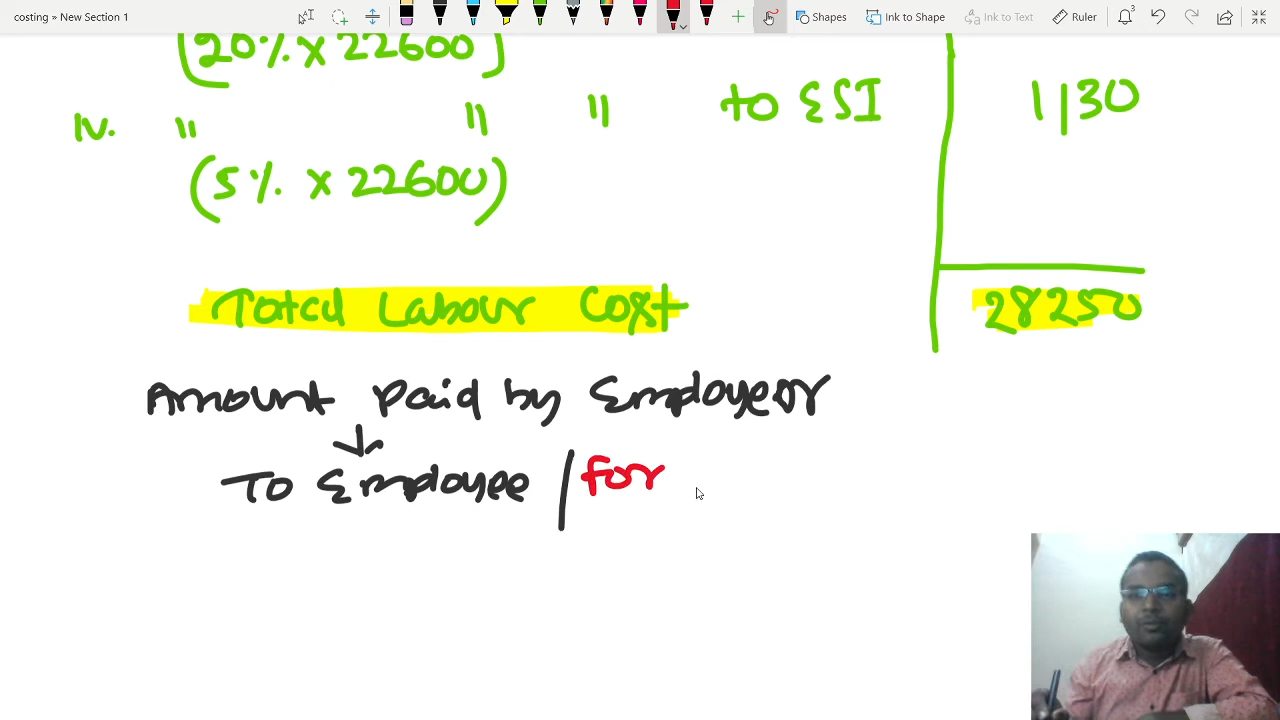 costing » New Section 1
Shapes Ink to Shape Ink to Text Ruler
(20% x 22600)
iv. " " " to ESI 1130
(5% x 22600)
Total Labour Cost 28250
Amount paid by Employer
To Employee / for